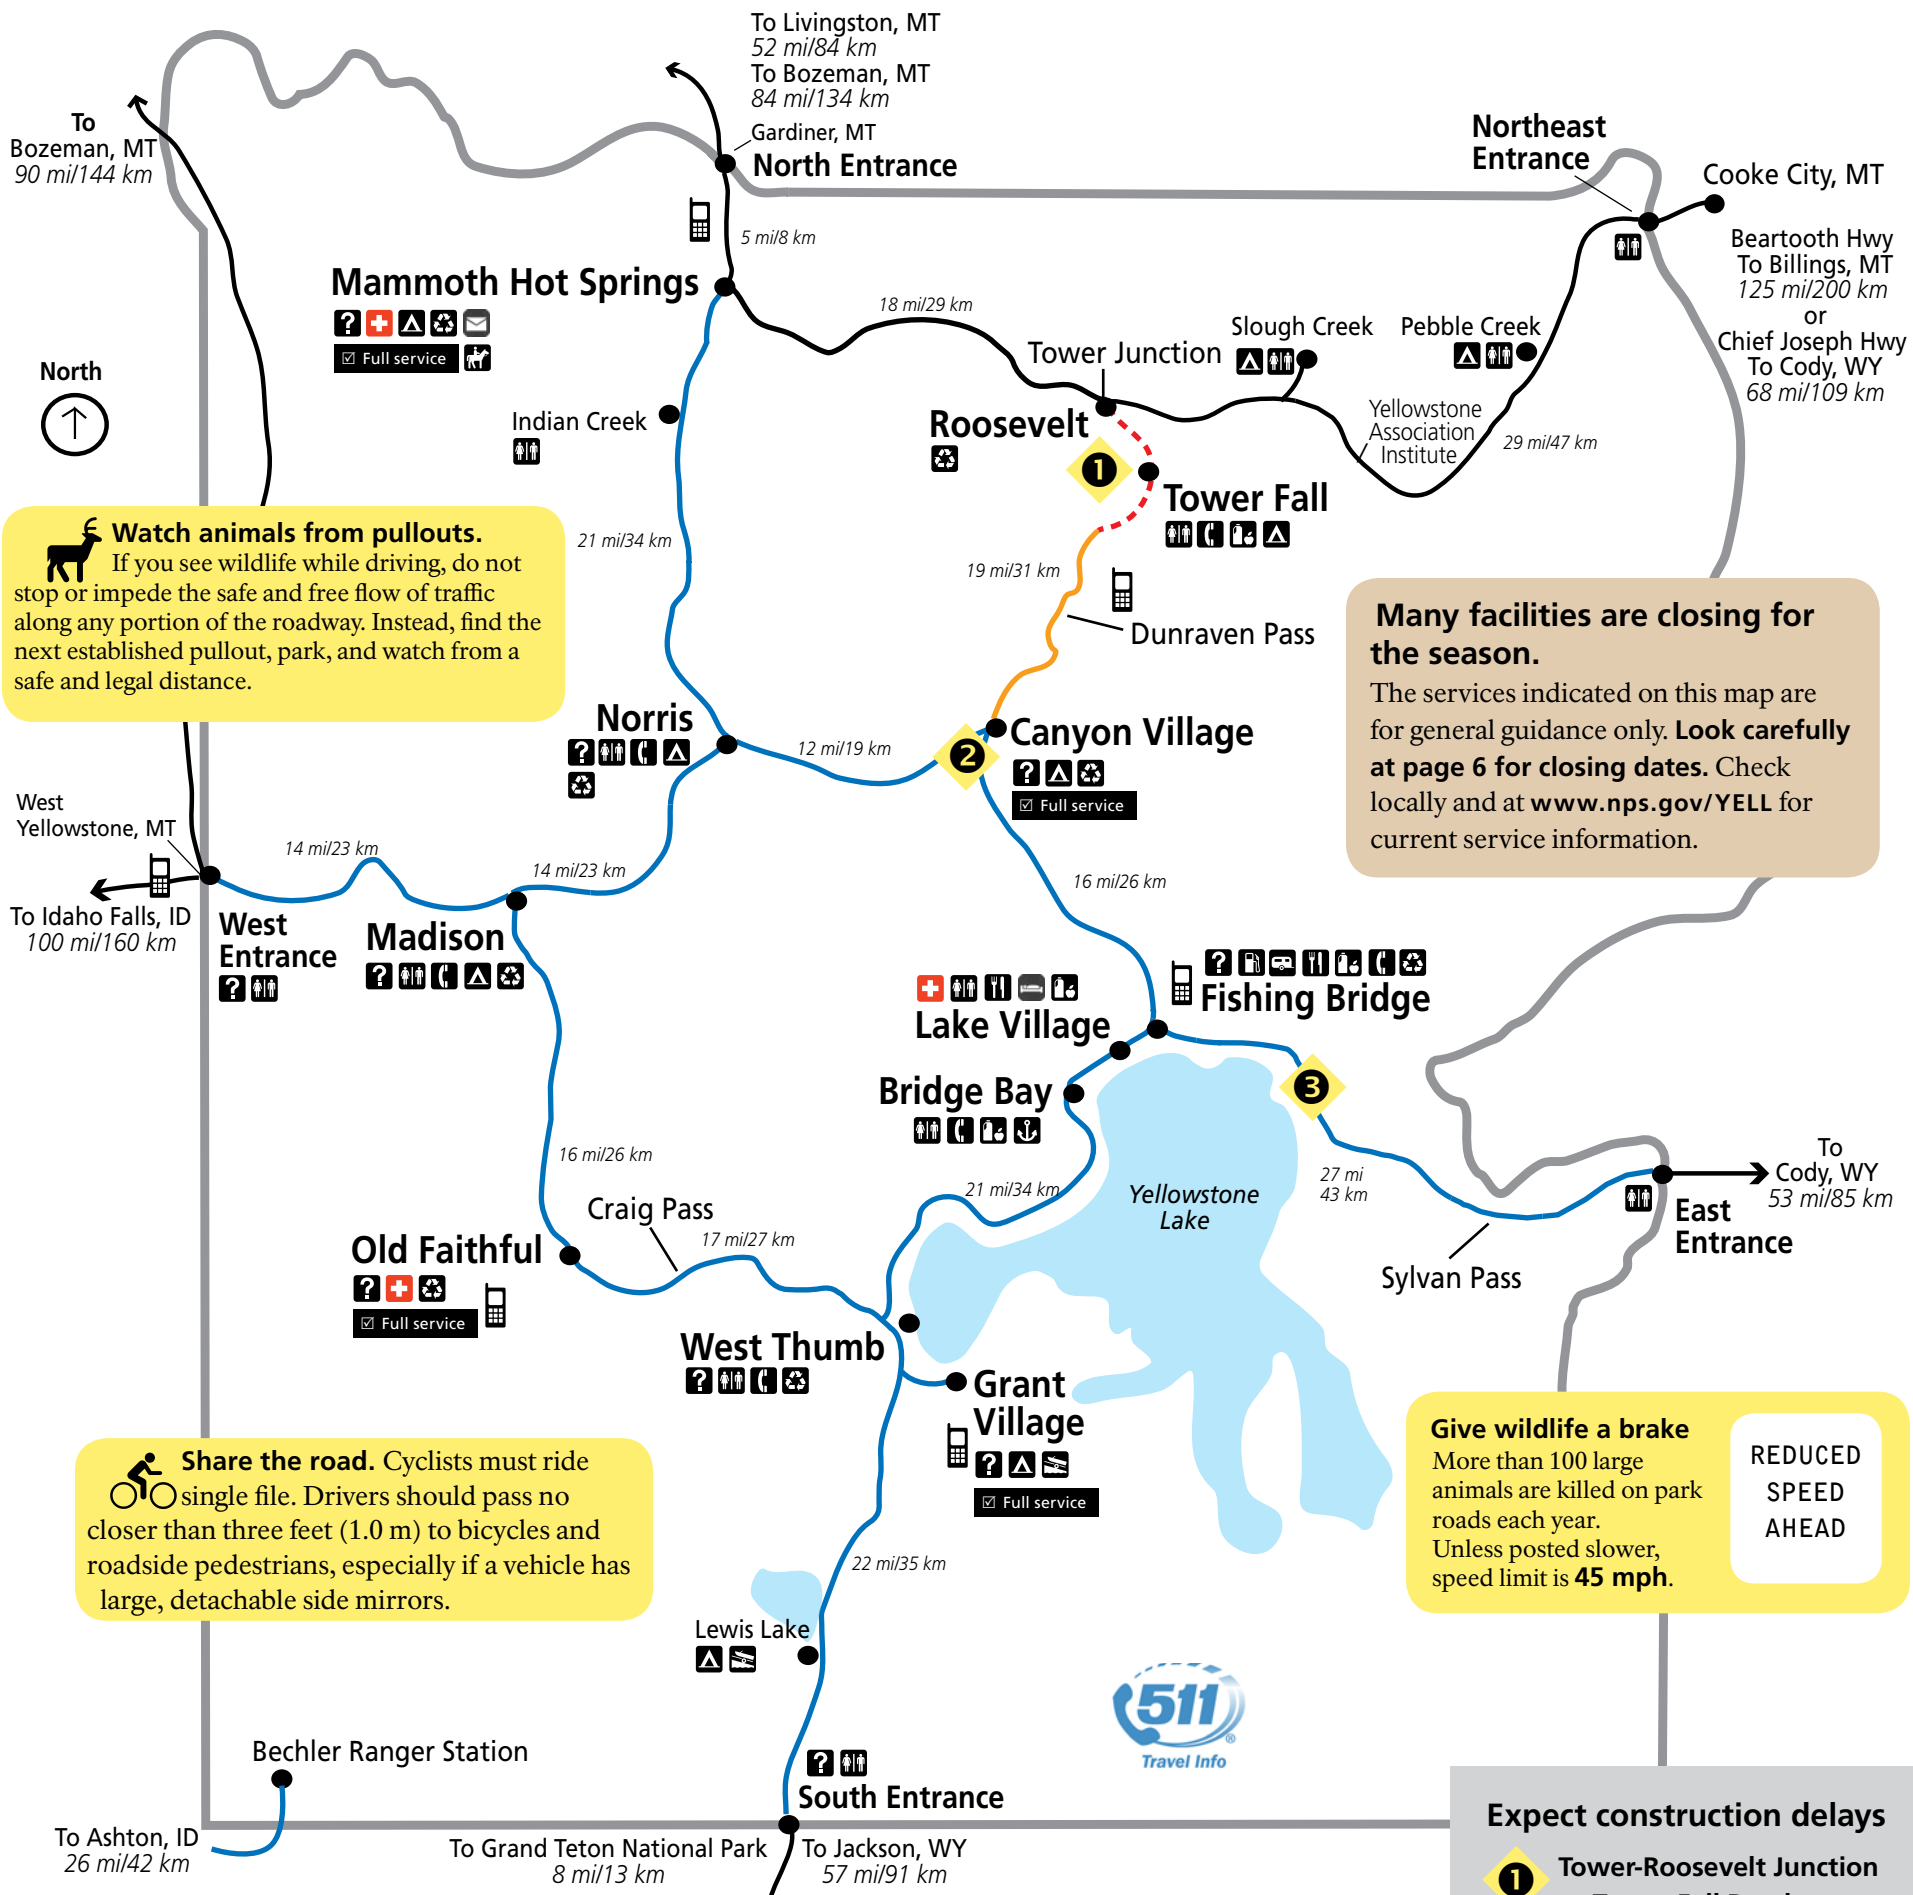 To Livingston, MT
52 mi/84 km
To Bozeman, MT
84 mi/134 km
Gardiner, MT
North Entrance
To
Bozeman, MT
90 mi/144 km
Northeast
Entrance
Cooke City, MT
Beartooth Hwy
To Billings, MT
125 mi/200 km
or
Chief Joseph Hwy
To Cody, WY
68 mi/109 km
5 mi/8 km
Mammoth Hot Springs
?
☑ Full service
18 mi/29 km
Tower Junction
Slough Creek
Pebble Creek
North
Indian Creek
Roosevelt
1
Yellowstone
Association
Institute
29 mi/47 km
Tower Fall
Watch animals from pullouts.
If you see wildlife while driving, do not
stop or impede the safe and free flow of traffic
along any portion of the roadway. Instead, find the
next established pullout, park, and watch from a
safe and legal distance.
21 mi/34 km
19 mi/31 km
Dunraven Pass
Many facilities are closing for
the season.
The services indicated on this map are
for general guidance only. Look carefully
at page 6 for closing dates. Check
locally and at www.nps.gov/YELL for
current service information.
Norris
?
12 mi/19 km
2
Canyon Village
?
☑ Full service
West
Yellowstone, MT
14 mi/23 km
14 mi/23 km
16 mi/26 km
To Idaho Falls, ID
100 mi/160 km
West
Entrance
?
Madison
?
?
Fishing Bridge
Lake Village
Bridge Bay
3
16 mi/26 km
21 mi/34 km
Yellowstone
Lake
27 mi
43 km
To
Cody, WY
53 mi/85 km
East
Entrance
Sylvan Pass
Craig Pass
17 mi/27 km
Old Faithful
?
☑ Full service
West Thumb
?
Grant
Village
?
☑ Full service
Give wildlife a brake
More than 100 large
animals are killed on park
roads each year.
Unless posted slower,
speed limit is 45 mph.
REDUCED
SPEED
AHEAD
Share the road. Cyclists must ride
single file. Drivers should pass no
closer than three feet (1.0 m) to bicycles and
roadside pedestrians, especially if a vehicle has
large, detachable side mirrors.
22 mi/35 km
Lewis Lake
511
®
Travel Info
Bechler Ranger Station
?
South Entrance
To Ashton, ID
26 mi/42 km
To Grand Teton National Park
8 mi/13 km
To Jackson, WY
57 mi/91 km
Expect construction delays
1 Tower-Roosevelt Junction